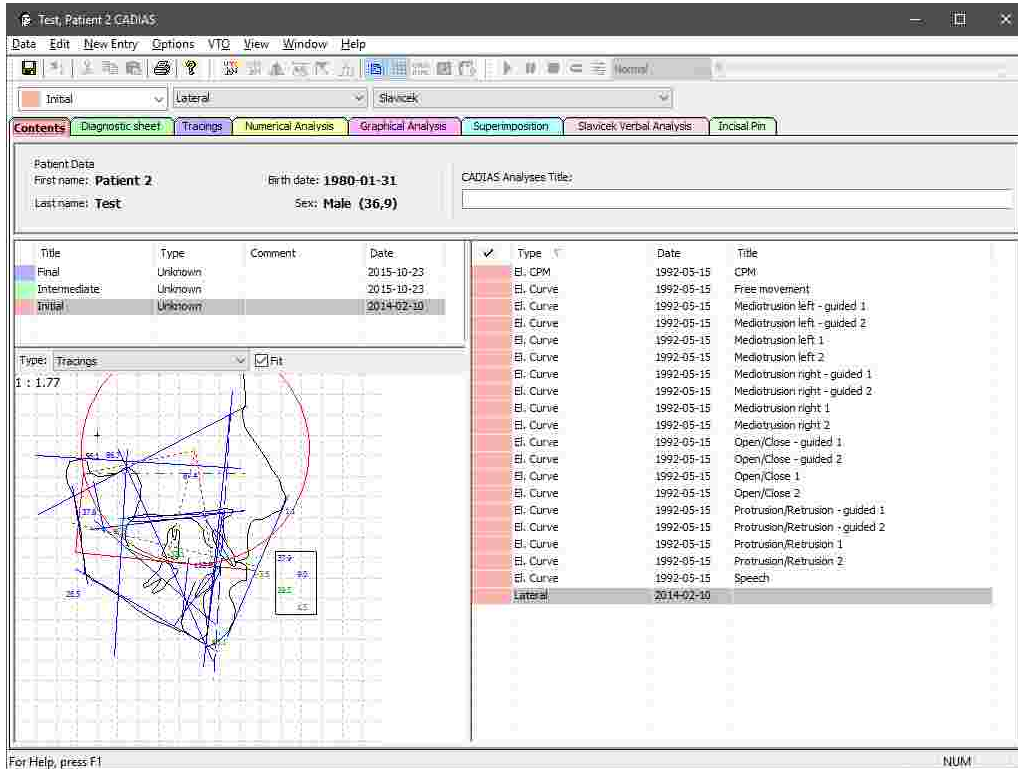 Test, Patient 2 CADIAS
Data Edit New Entry Options VTO View Window Help
Normal
Initial Lateral Slavicek
Contents Diagnostic sheet Tracings Numerical Analysis Graphical Analysis Superimposition Slavicek Verbal Analysis Incisal Pin
Patient Data
First name: Patient 2 Birth date: 1980-01-31 CADIAS Analyses Title:
Last name: Test Sex: Male (36,9)
Title Type Comment Date
Final Unknown 2015-10-23
Intermediate Unknown 2015-10-23
Initial Unknown 2014-02-10
Type: Tracings Fit
1 : 1.77
37.8
28.5
37.9
Type Date Title
El. CPM 1992-05-15 CPM
El. Curve 1992-05-15 Free movement
El. Curve 1992-05-15 Mediotrusion left - guided 1
El. Curve 1992-05-15 Mediotrusion left - guided 2
El. Curve 1992-05-15 Mediotrusion left 1
El. Curve 1992-05-15 Mediotrusion left 2
El. Curve 1992-05-15 Mediotrusion right - guided 1
El. Curve 1992-05-15 Mediotrusion right - guided 2
El. Curve 1992-05-15 Mediotrusion right 1
El. Curve 1992-05-15 Mediotrusion right 2
El. Curve 1992-05-15 Open/Close - guided 1
El. Curve 1992-05-15 Open/Close - guided 2
El. Curve 1992-05-15 Open/Close 1
El. Curve 1992-05-15 Open/Close 2
El. Curve 1992-05-15 Protrusion/Retrusion - guided 1
El. Curve 1992-05-15 Protrusion/Retrusion - guided 2
El. Curve 1992-05-15 Protrusion/Retrusion 1
El. Curve 1992-05-15 Protrusion/Retrusion 2
El. Curve 1992-05-15 Speech
Lateral 2014-02-10
For Help, press F1 NUM